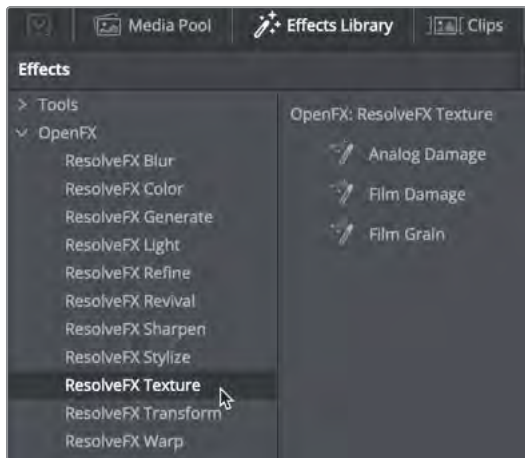 Media Pool Effects Library Clips
Effects
> Tools
OpenFX
ResolveFX Blur
ResolveFX Color
ResolveFX Generate
ResolveFX Light
ResolveFX Refine
ResolveFX Revival
ResolveFX Sharpen
ResolveFX Stylize
ResolveFX Texture
ResolveFX Transform
ResolveFX Warp
OpenFX: ResolveFX Texture
Analog Damage
Film Damage
Film Grain